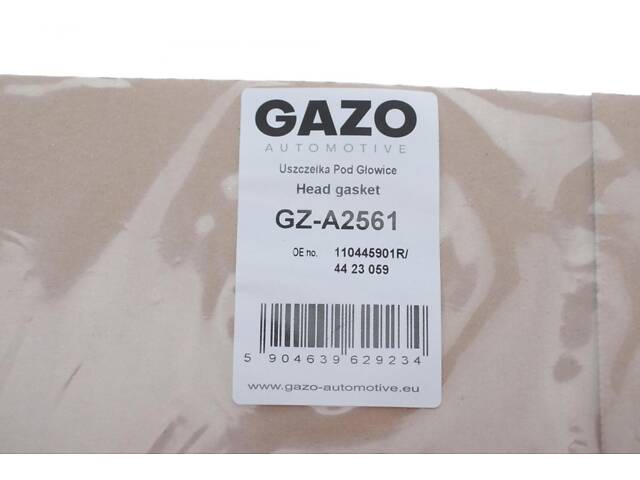 GAZO
AUTOMOTIVE
Uszczelka Pod Głowice
Head gasket
GZ-A2561
OE no. 110445901R/
44 23 059
5 904639 629234
www.gazo-automotive.eu